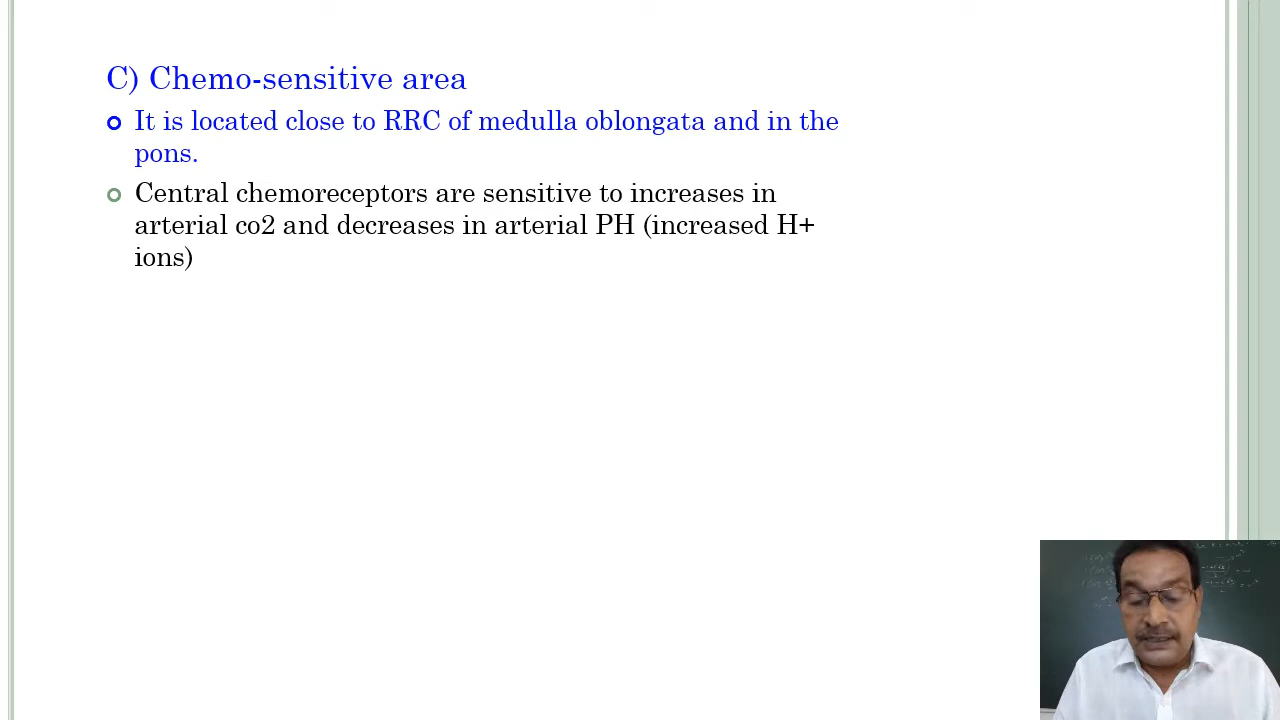 C) Chemo-sensitive area
It is located close to RRC of medulla oblongata and in the
pons.
Central chemoreceptors are sensitive to increases in
arterial co2 and decreases in arterial PH (increased H+
ions)